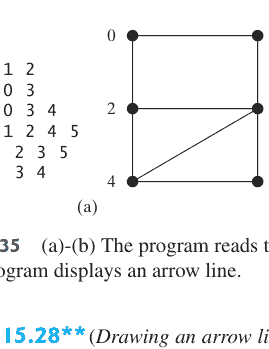 0
1 2
0 3
2
0 3 4
1 2 4 5
2 3 5
3 4
4
(a)
35 (a)-(b) The program reads t
ogram displays an arrow line.
15.28** (Drawing an arrow li